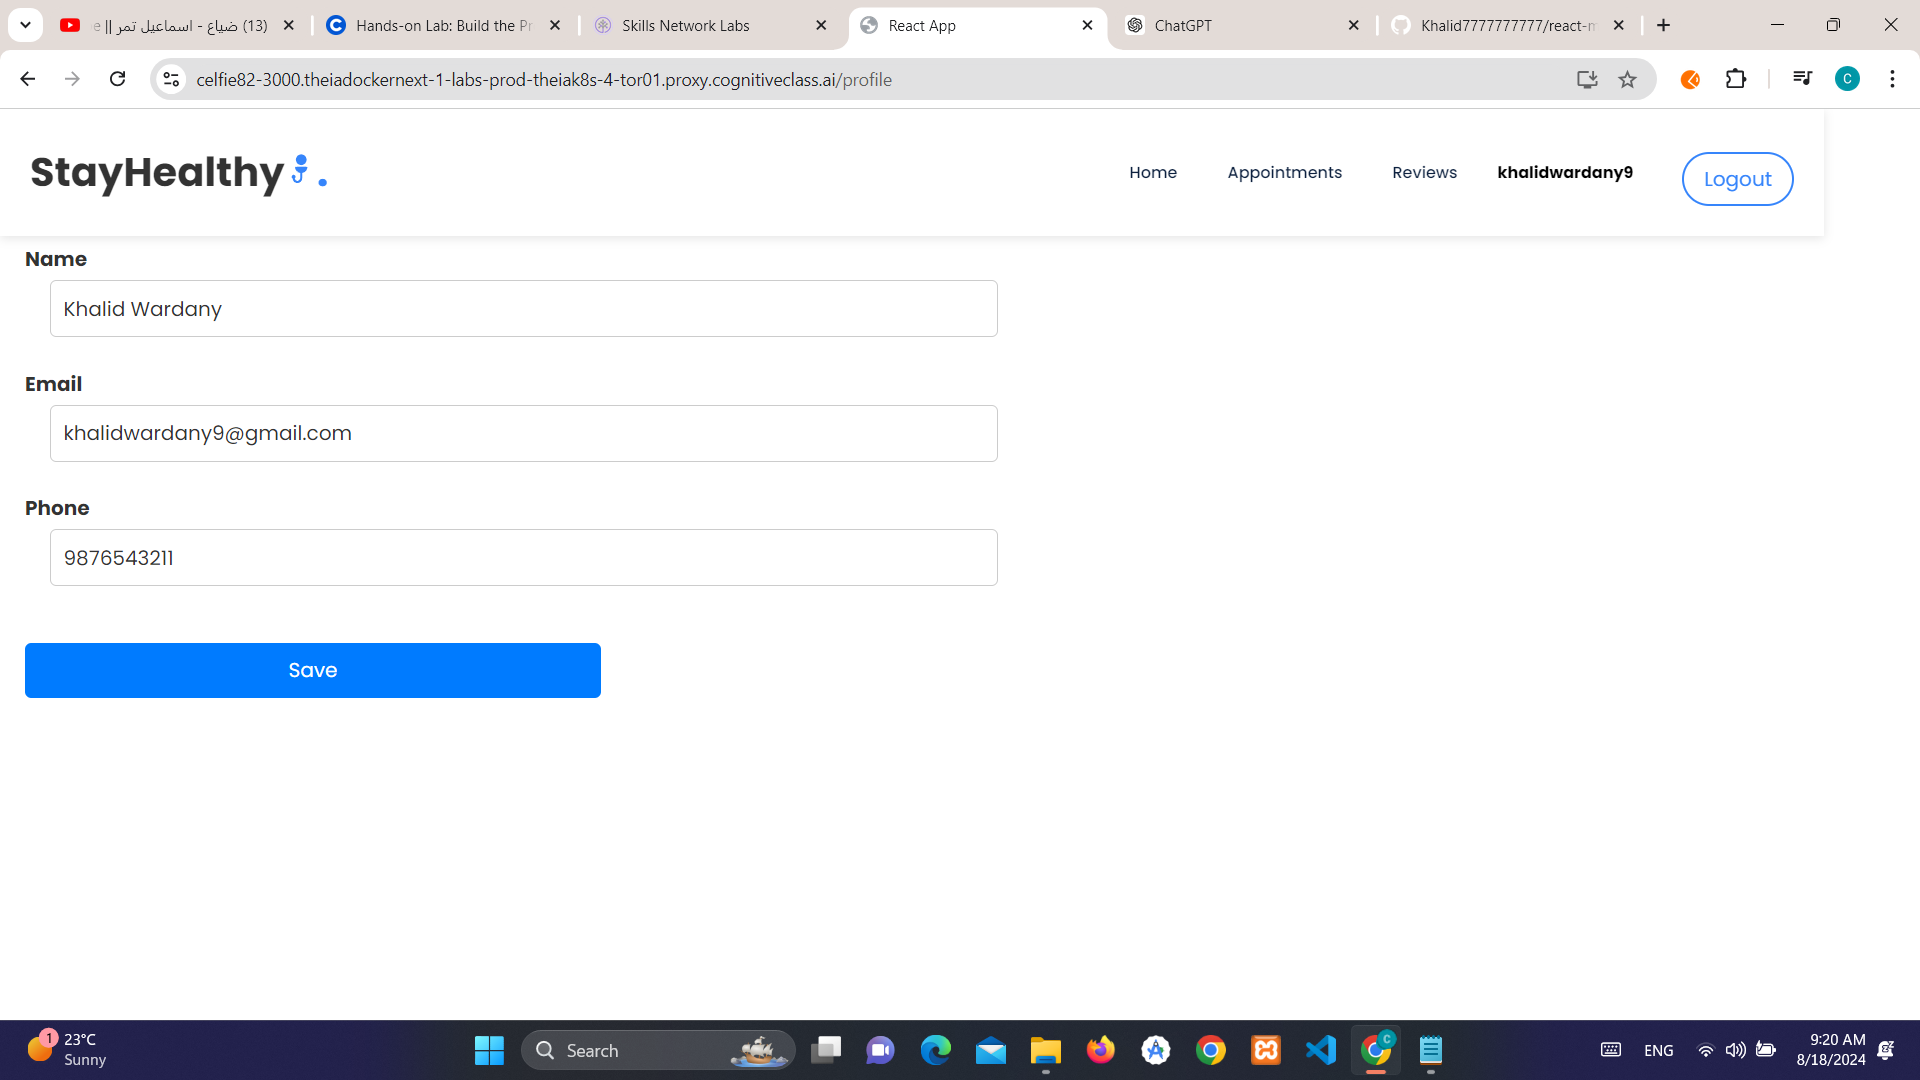 (13) ضياع - اسماعيل تمر ||
Hands-on Lab: Build the Pr
Skills Network Labs
React App
ChatGPT
Khalid7777777777/react-m
celfie82-3000.theiadockernext-1-labs-prod-theiak8s-4-tor01.proxy.cognitiveclass.ai/profile
C
StayHealthy.
Home
Appointments
Reviews
khalidwardany9
Logout
Name
Khalid Wardany
Email
khalidwardany9@gmail.com
Phone
9876543211
Save
1
23°C
Sunny
Search
C
ENG
9:20 AM
8/18/2024